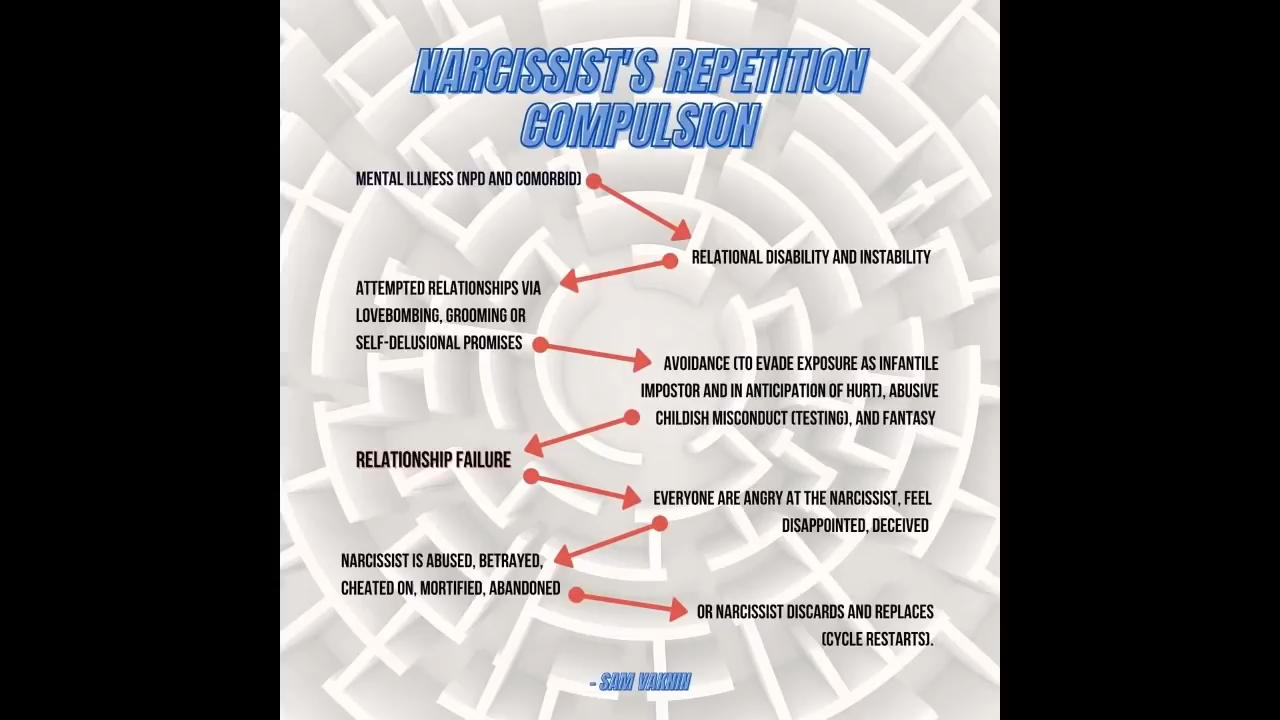 NARCISSIST'S REPETITION
COMPULSION
MENTAL ILLNESS (NPD AND COMORBID)
RELATIONAL DISABILITY AND INSTABILITY
ATTEMPTED RELATIONSHIPS VIA
LOVEBOMBING, GROOMING OR
SELF-DELUSIONAL PROMISES
AVOIDANCE (TO EVADE EXPOSURE AS INFANTILE
IMPOSTOR AND IN ANTICIPATION OF HURT), ABUSIVE
CHILDISH MISCONDUCT (TESTING), AND FANTASY
RELATIONSHIP FAILURE
EVERYONE ARE ANGRY AT THE NARCISSIST, FEEL
DISAPPOINTED, DECEIVED
NARCISSIST IS ABUSED, BETRAYED,
CHEATED ON, MORTIFIED, ABANDONED
OR NARCISSIST DISCARDS AND REPLACES
(CYCLE RESTARTS).
- SAM VAKNIN